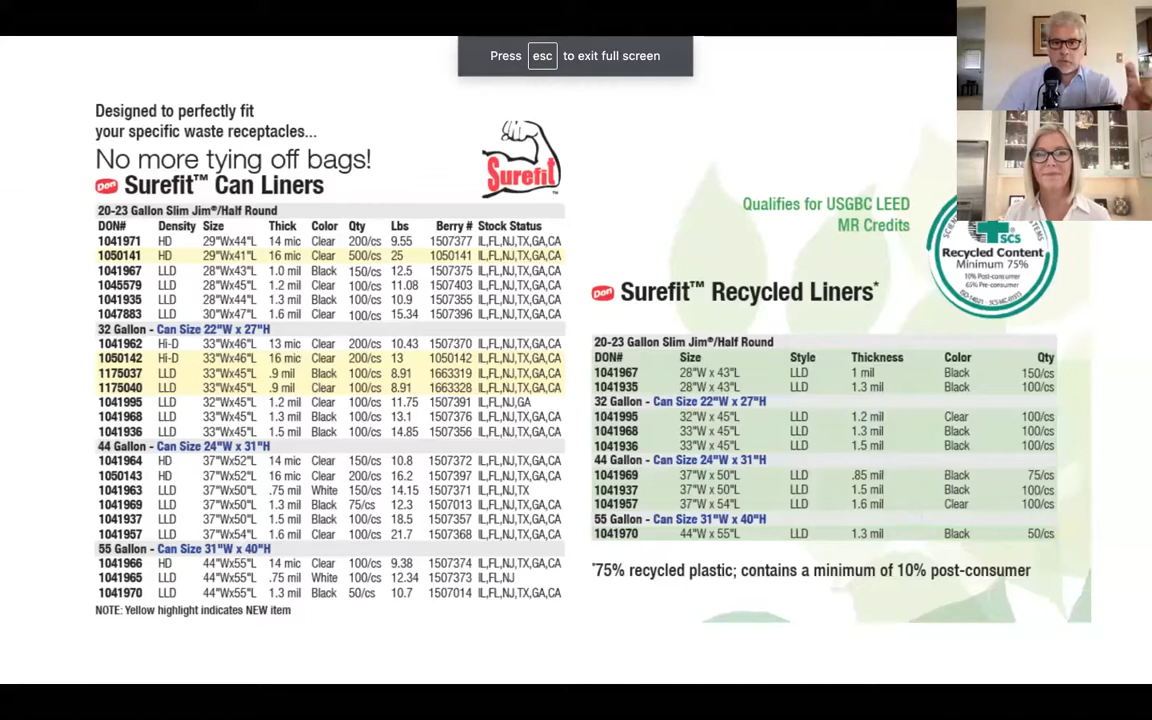 Press esc to exit full screen
Designed to perfectly fit
your specific waste receptacles...
No more tying off bags!
Don Surefit™ Can Liners
Surefit™
20-23 Gallon Slim Jim®/Half Round
DON# Density Size Thick Color Qty Lbs Berry # Stock Status
1041971 HD 29"Wx44"L 14 mic Clear 200/cs 9.55 1507377 IL,FL,NJ,TX,GA,CA
1050141 HD 29"Wx41"L 16 mic Clear 500/cs 25 1050141 IL,FL,NJ,TX,GA,CA
1041967 LLD 28"Wx43"L 1.0 mil Black 150/cs 12.5 1507375 IL,FL,NJ,TX,GA,CA
1045579 LLD 28"Wx45"L 1.2 mil Clear 100/cs 11.08 1507403 IL,FL,NJ,TX,GA,CA
1041935 LLD 28"Wx44"L 1.3 mil Black 100/cs 10.9 1507355 IL,FL,NJ,TX,GA,CA
1047883 LLD 30"Wx47"L 1.6 mil Clear 100/cs 15.34 1507396 IL,FL,NJ,TX,GA,CA
32 Gallon - Can Size 22"W x 27"H
1041962 Hi-D 33"Wx46"L 13 mic Clear 200/cs 10.43 1507370 IL,FL,NJ,TX,GA,CA
1050142 Hi-D 33"Wx46"L 16 mic Clear 200/cs 13 1050142 IL,FL,NJ,TX,GA,CA
1175037 LLD 33"Wx45"L .9 mil Black 100/cs 8.91 1663319 IL,FL,NJ,TX,GA,CA
1175040 LLD 33"Wx45"L .9 mil Clear 100/cs 8.91 1663328 IL,FL,NJ,TX,GA,CA
1041995 LLD 32"Wx45"L 1.2 mil Clear 100/cs 11.75 1507391 IL,NJ,GA
1041968 LLD 33"Wx45"L 1.3 mil Black 100/cs 13.1 1507376 IL,FL,NJ,TX,GA,CA
1041936 LLD 33"Wx45"L 1.5 mil Black 100/cs 14.85 1507356 IL,FL,NJ,TX,GA,CA
44 Gallon - Can Size 24"W x 31"H
1041964 HD 37"Wx52"L 14 mic Clear 150/cs 10.8 1507372 IL,FL,NJ,TX,GA,CA
1050143 HD 37"Wx52"L 16 mic Clear 200/cs 16.2 1507397 IL,FL,NJ,TX,GA,CA
1041963 LLD 37"Wx50"L .75 mil White 150/cs 14.15 1507371 IL,FL,NJ,TX
1041969 LLD 37"Wx50"L 1.3 mil Black 75/cs 12.3 1507013 IL,FL,NJ,TX,GA,CA
1041937 LLD 37"Wx50"L 1.5 mil Black 100/cs 18.5 1507357 IL,FL,NJ,TX,GA,CA
1041957 LLD 37"Wx54"L 1.6 mil Clear 100/cs 21.7 1507368 IL,FL,NJ,TX,GA,CA
55 Gallon - Can Size 31"W x 40"H
1041966 HD 44"Wx55"L 14 mic Clear 100/cs 9.38 1507374 IL,FL,NJ,TX,GA,CA
1041965 LLD 44"Wx55"L .75 mil White 100/cs 12.34 1507373 IL,FL,NJ
1041970 LLD 44"Wx55"L 1.3 mil Black 50/cs 10.7 1507014 IL,FL,NJ,TX,GA,CA
NOTE: Yellow highlight indicates NEW item
Qualifies for USGBC LEED
MR Credits
SCS
Recycled Content
Minimum 75%
10% Post-consumer
65% Pre-consumer
Don Surefit™ Recycled Liners*
20-23 Gallon Slim Jim®/Half Round
DON# Size Style Thickness Color Qty
1041967 28"W x 43"L LLD 1 mil Black 150/cs
1041935 28"W x 43"L LLD 1.3 mil Black 100/cs
32 Gallon - Can Size 22"W x 27"H
1041995 32"W x 45"L LLD 1.2 mil Clear 100/cs
1041968 33"W x 45"L LLD 1.3 mil Black 100/cs
1041936 33"W x 45"L LLD 1.5 mil Black 100/cs
44 Gallon - Can Size 24"W x 31"H
1041969 37"W x 50"L LLD .85 mil Black 75/cs
1041937 37"W x 50"L LLD 1.5 mil Black 100/cs
1041957 37"W x 54"L LLD 1.6 mil Clear 100/cs
55 Gallon - Can Size 31"W x 40"H
1041970 44"W x 55"L LLD 1.3 mil Black 50/cs
*75% recycled plastic; contains a minimum of 10% post-consumer